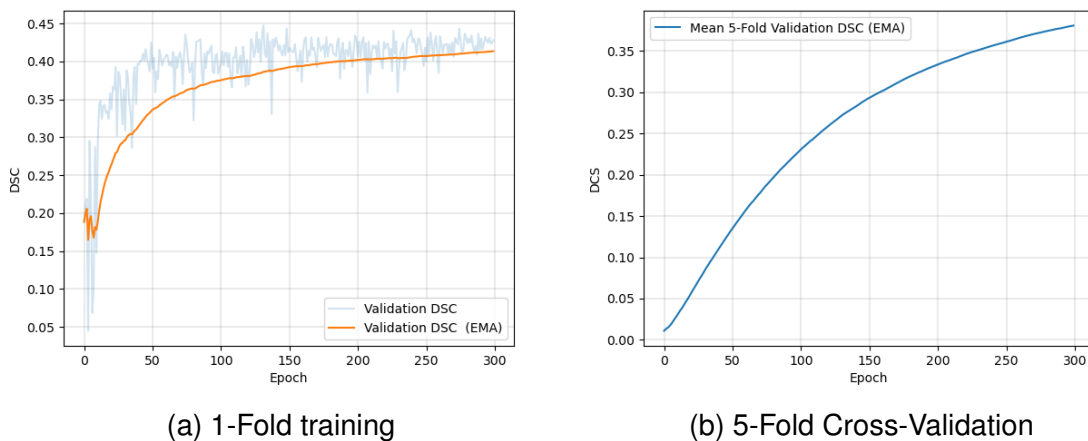 0.45
0.40
0.35
0.30
0.25
0.20
0.15
0.10
0.05
DSC
0 50 100 150 200 250 300
Epoch
Validation DSC
Validation DSC (EMA)
(a) 1-Fold training
Mean 5-Fold Validation DSC (EMA)
0.35
0.30
0.25
0.20
0.15
0.10
0.05
0.00
DCS
0 50 100 150 200 250 300
Epoch
(b) 5-Fold Cross-Validation